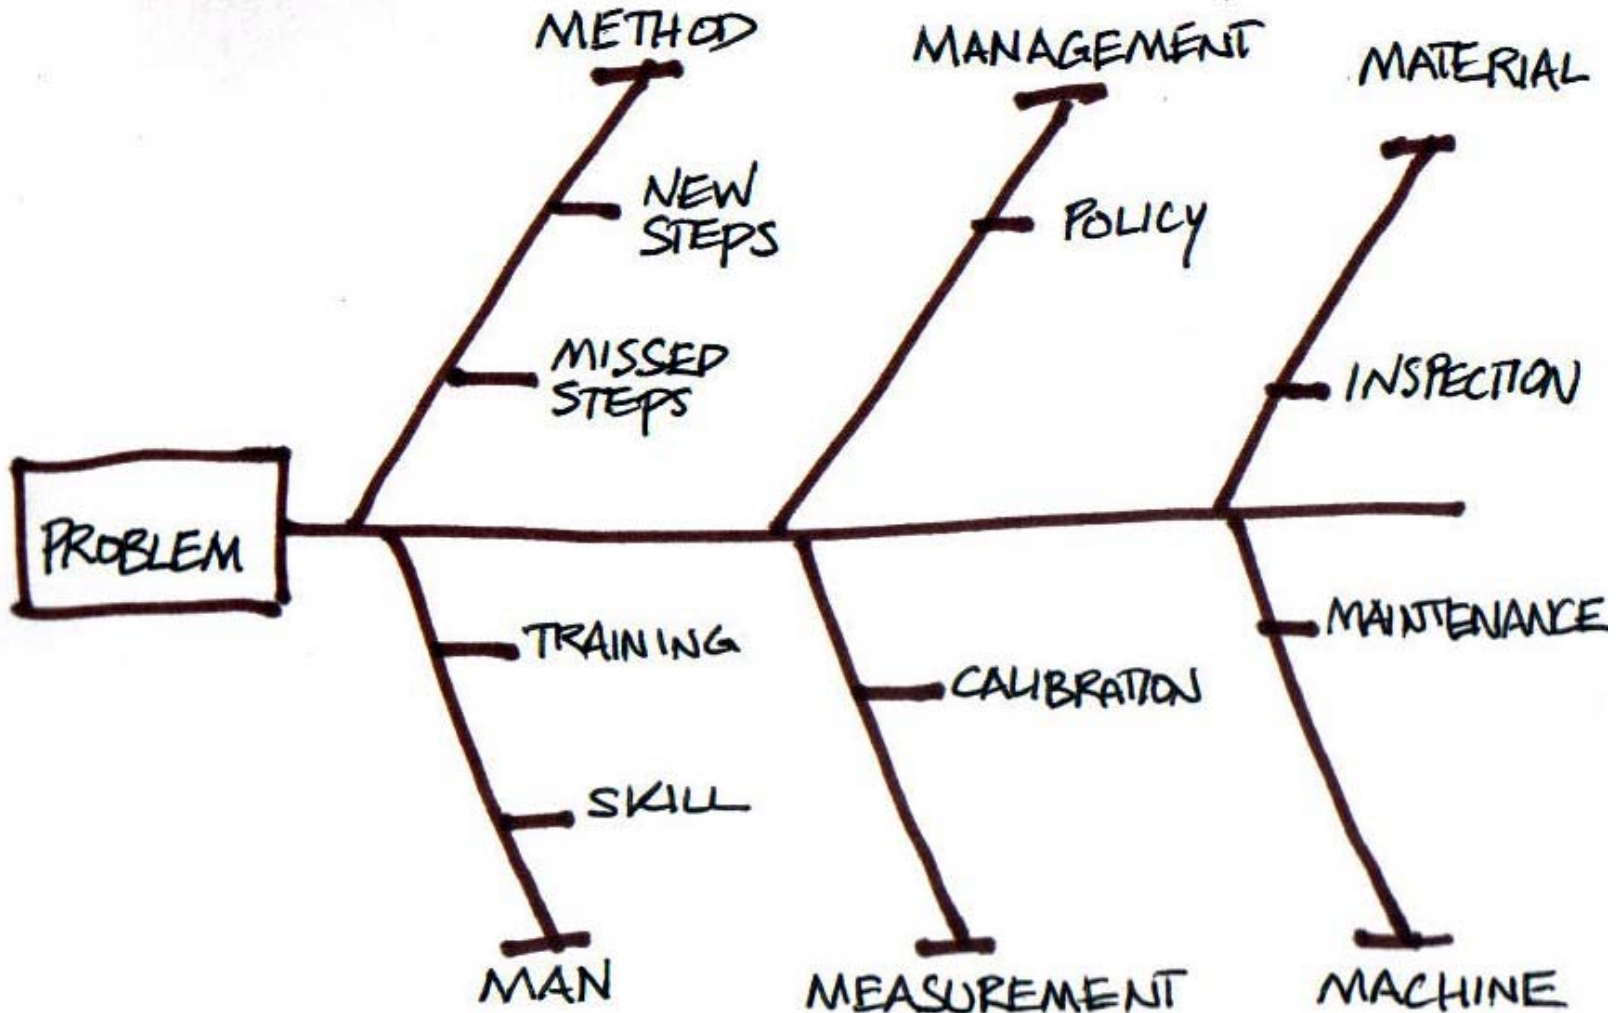 METHOD
MANAGEMENT
MATERIAL
NEW
STEPS
POLICY
MISSED
STEPS
INSPECTION
PROBLEM
TRAINING
MAINTENANCE
CALIBRATION
SKILL
MAN
MEASUREMENT
MACHINE